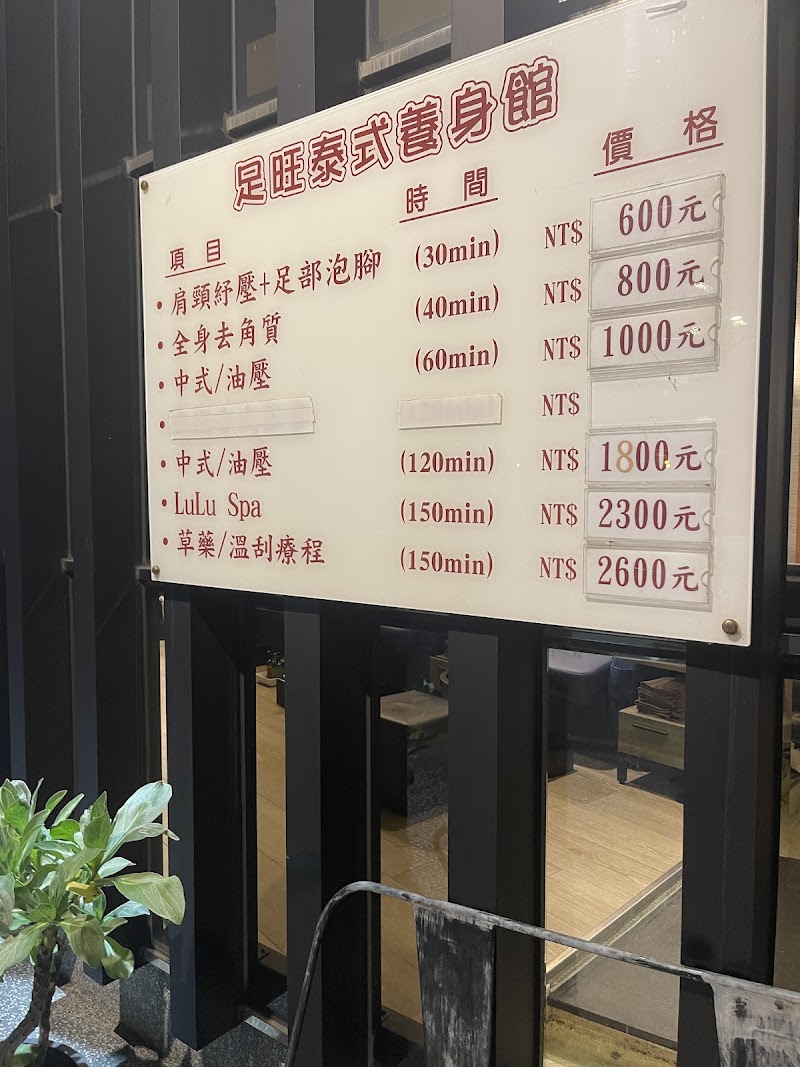 足旺泰式養身館
項目 時間 價格
•肩頸紓壓+足部泡腳 (30min) NT$ 600元
•全身去角質 (40min) NT$ 800元
•中式/油壓 (60min) NT$ 1000元
• NT$
•中式/油壓 (120min) NT$ 1800元
•LuLu Spa (150min) NT$ 2300元
•草藥/溫刮療程 (150min) NT$ 2600元